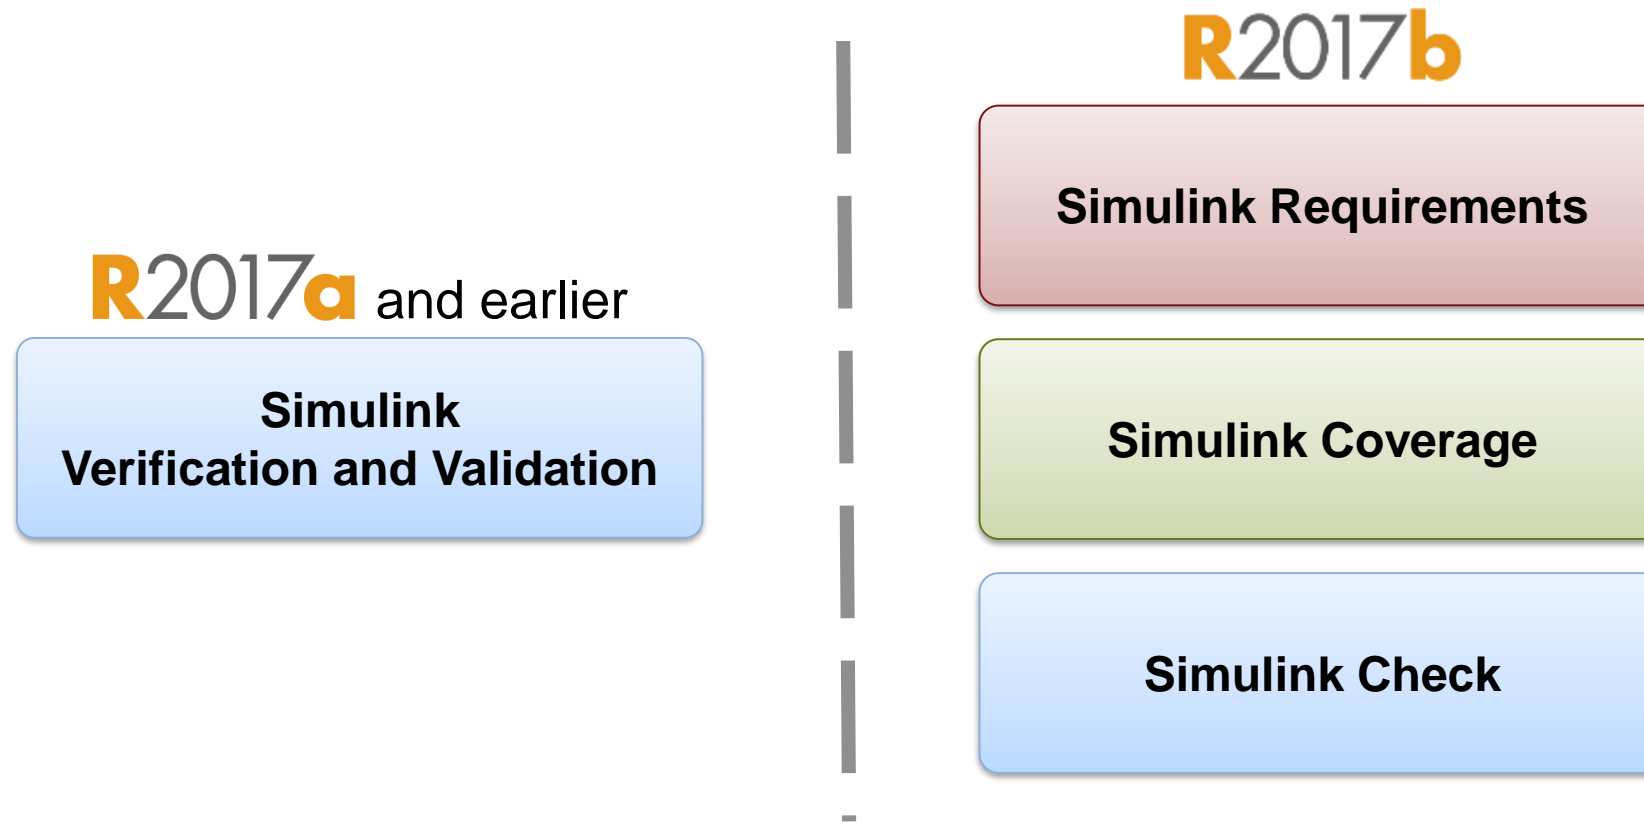 R2017a and earlier
Simulink
Verification and Validation
R2017b
Simulink Requirements
Simulink Coverage
Simulink Check